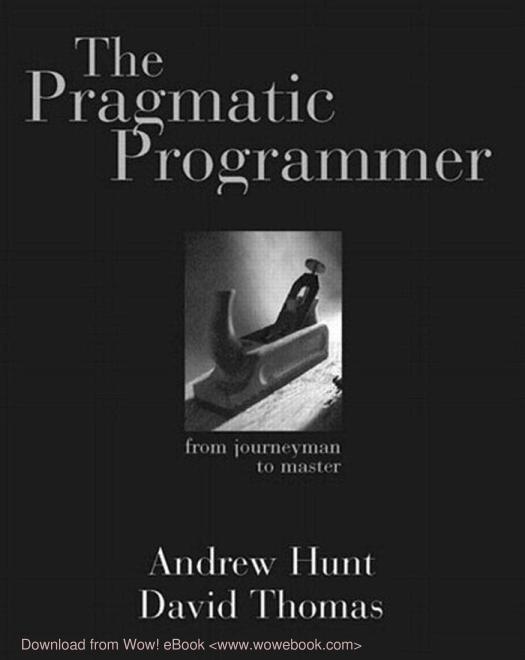 The
Pragmatic
Programmer
from journeyman
to master
Andrew Hunt
David Thomas
Download from Wow! eBook <www.wowebook.com>